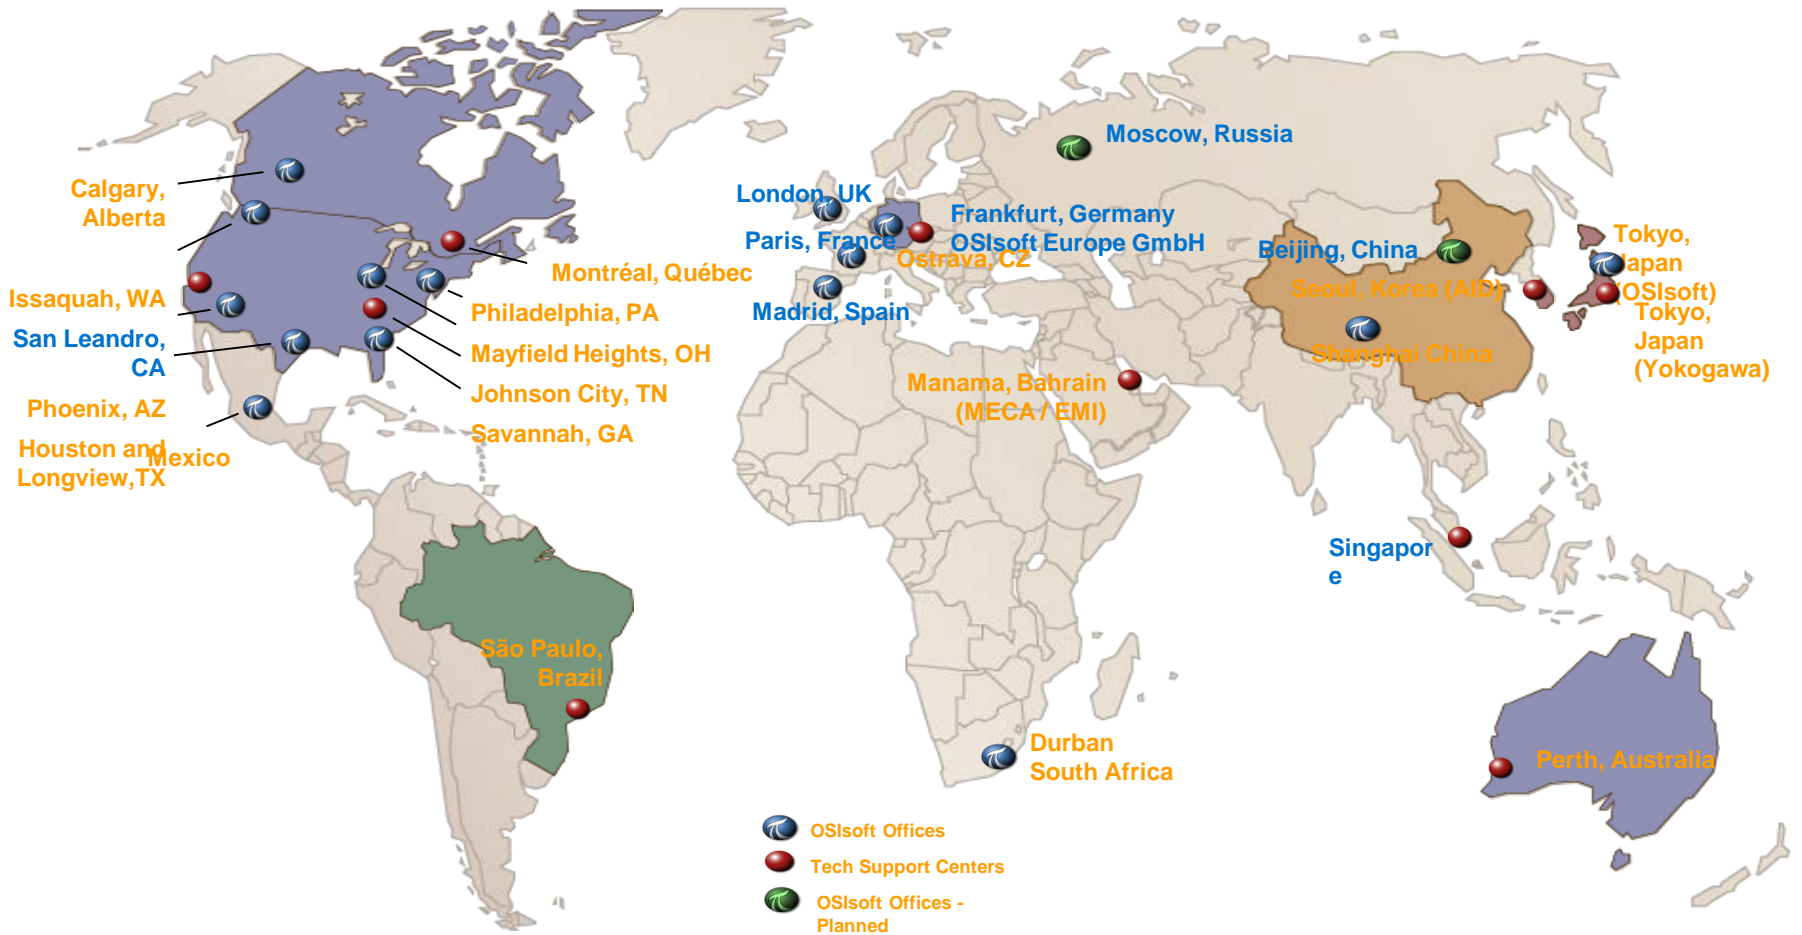 Calgary,
Alberta
Issaquah, WA
San Leandro,
CA
Phoenix, AZ
Houston and
Longview,TX
Mexico
Montréal, Québec
Philadelphia, PA
Mayfield Heights, OH
Johnson City, TN
Savannah, GA
São Paulo,
Brazil
London, UK
Paris, France
Madrid, Spain
Moscow, Russia
Frankfurt, Germany
OSIsoft Europe GmbH
Ostrava, CZ
Manama, Bahrain
(MECA / EMI)
Durban
South Africa
Beijing, China
Seoul, Korea (AID)
Shanghai China
Tokyo,
Japan
(OSIsoft)
Tokyo,
Japan
(Yokogawa)
Singapor
e
Perth, Australia
OSIsoft Offices
Tech Support Centers
OSIsoft Offices -
Planned